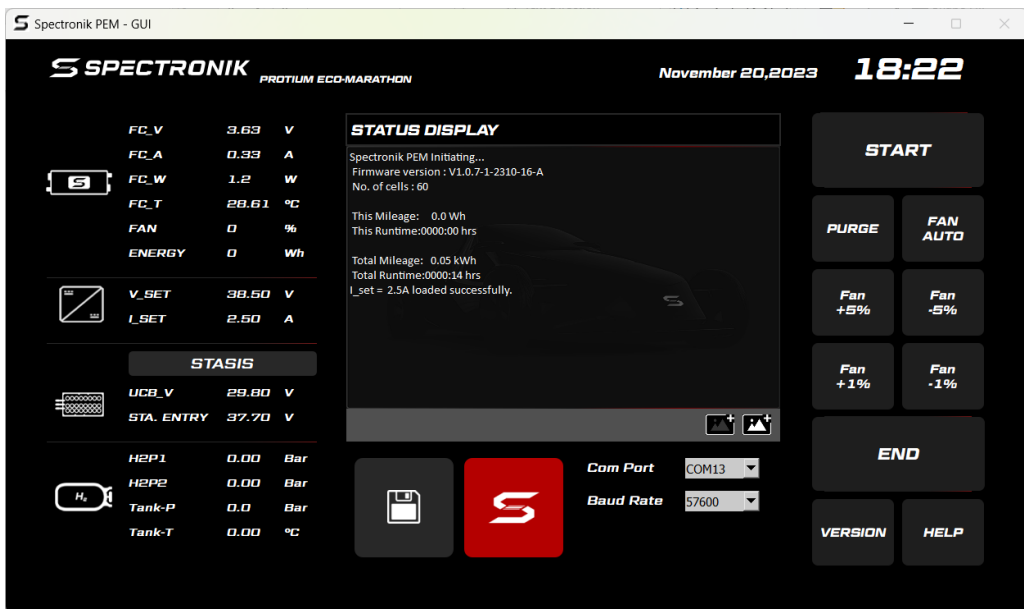 Spectronik PEM - GUI
SPECTRONIK PROTIUM ECO-MARATHON
November 20,2023 18:22
FC_V 3.63 V
FC_A 0.33 A
FC_W 1.2 W
FC_T 28.61 ºC
FAN 0 %
ENERGY 0 Wh
V_SET 38.50 V
I_SET 2.50 A
STASIS
UCB_V 29.80 V
STA. ENTRY 37.70 V
H2P1 0.00 Bar
H2P2 0.00 Bar
Tank-P 0.0 Bar
Tank-T 0.00 ºC
H₂
STATUS DISPLAY
Spectronik PEM Initiating...
Firmware version : V1.0.7-1-2310-16-A
No. of cells : 60
This Mileage: 0.0 Wh
This Runtime:0000:00 hrs
Total Mileage: 0.05 kWh
Total Runtime:0000:14 hrs
I_set = 2.5A loaded successfully.
Com Port COM13
Baud Rate 57600
START
PURGE
FAN
AUTO
Fan
+5%
Fan
-5%
Fan
+1%
Fan
-1%
END
VERSION
HELP